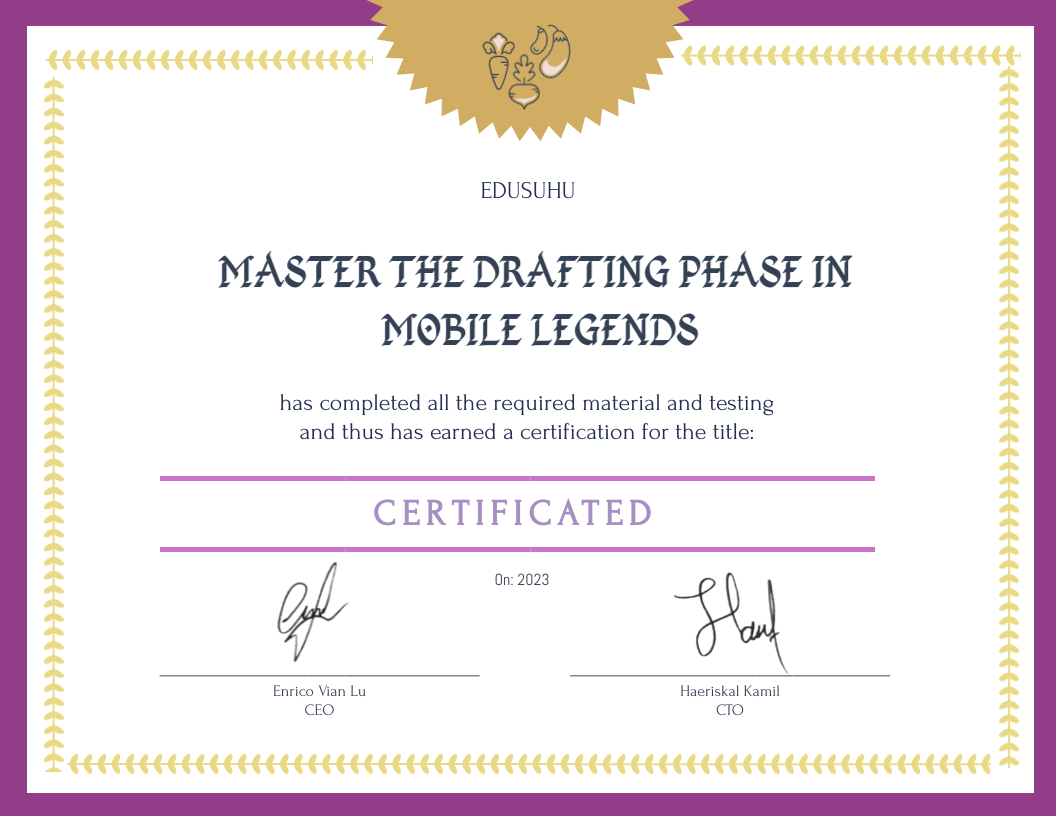 EDUSUHU
MASTER THE DRAFTING PHASE IN
MOBILE LEGENDS
has completed all the required material and testing
and thus has earned a certification for the title:
CERTIFICATED
On: 2023
Enrico Vian Lu
CEO
Haeriskal Kamil
CTO